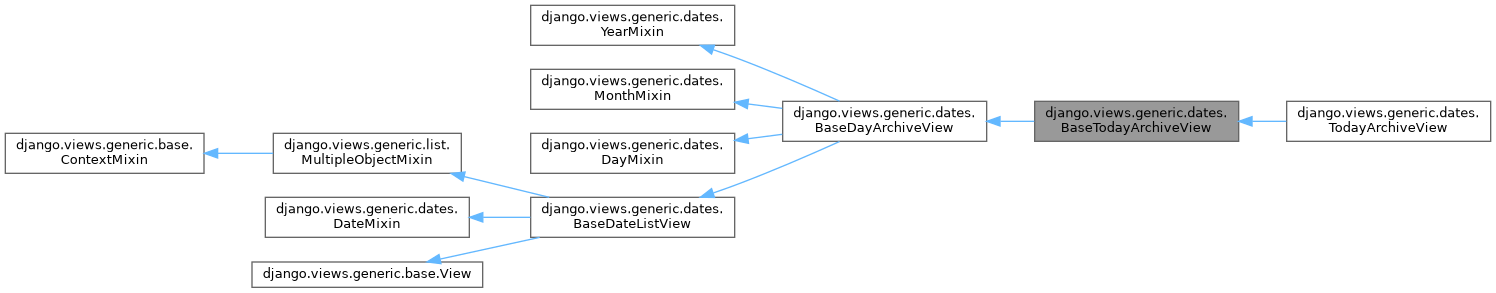 django.views.generic.dates.
YearMixin
django.views.generic.dates.
MonthMixin
django.views.generic.dates.
BaseDayArchiveView
django.views.generic.dates.
BaseTodayArchiveView
django.views.generic.dates.
TodayArchiveView
django.views.generic.base.
ContextMixin
django.views.generic.list.
MultipleObjectMixin
django.views.generic.dates.
DayMixin
django.views.generic.dates.
DateMixin
django.views.generic.dates.
BaseDateListView
django.views.generic.base.View